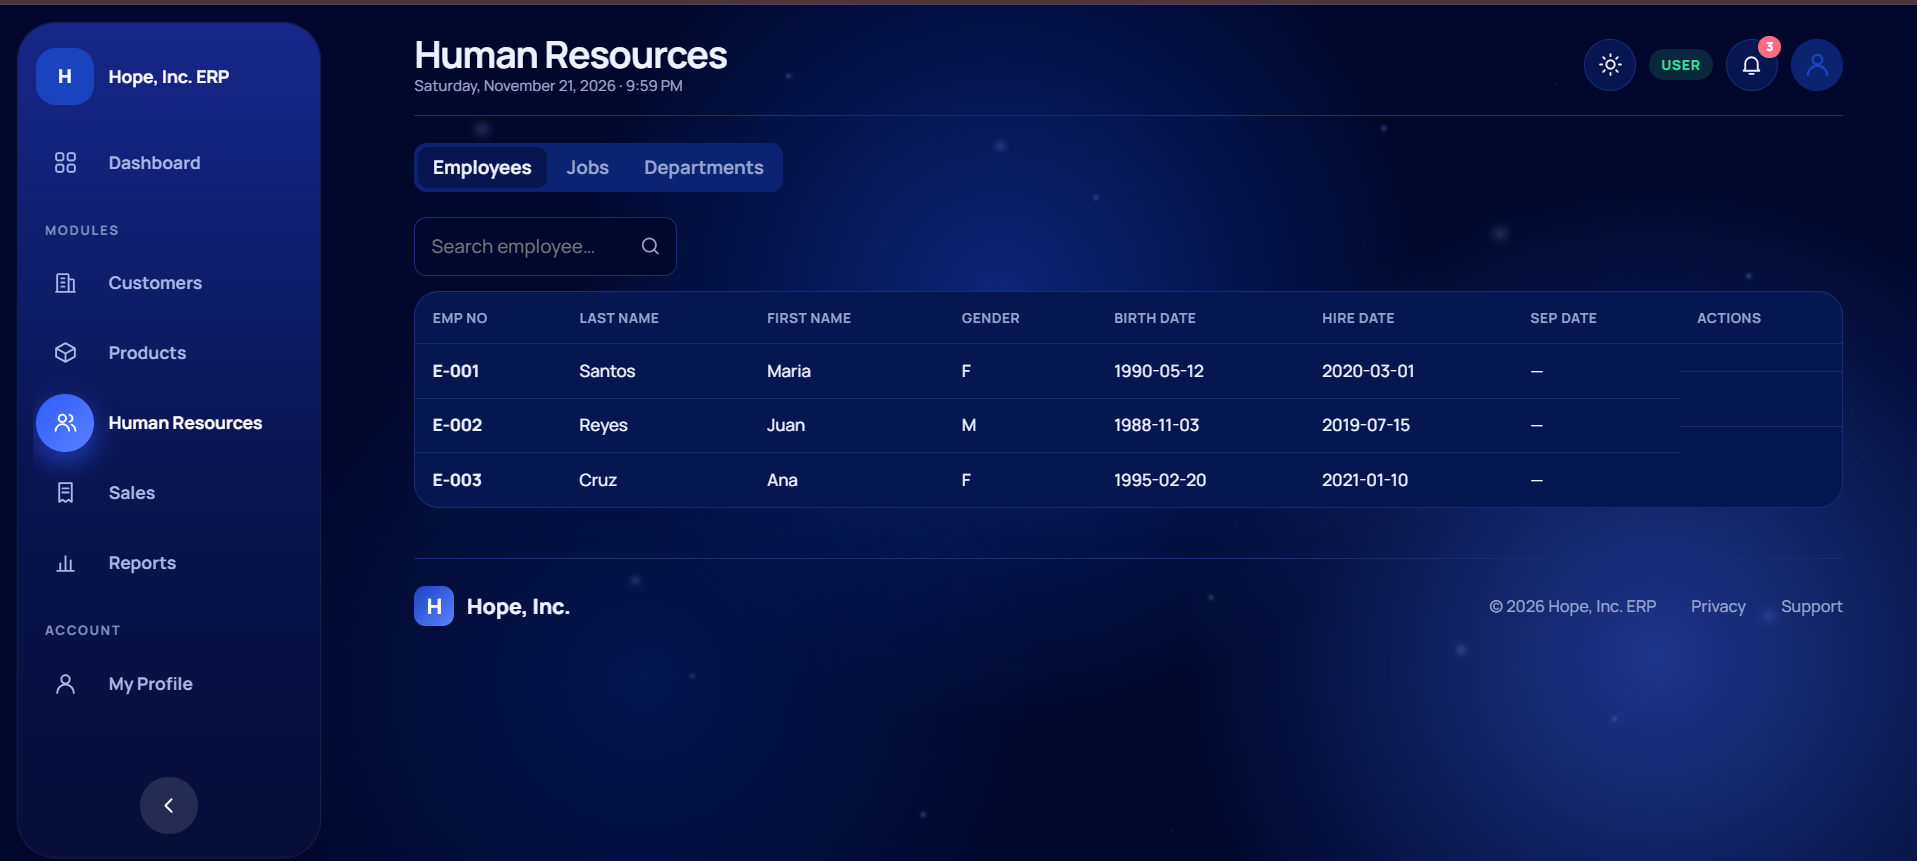 H Hope, Inc. ERP
Dashboard
MODULES
Customers
Products
Human Resources
Sales
Reports
ACCOUNT
My Profile
Human Resources
Saturday, November 21, 2026 · 9:59 PM
USER
3
Employees Jobs Departments
Search employee...
EMP NO LAST NAME FIRST NAME GENDER BIRTH DATE HIRE DATE SEP DATE ACTIONS
E-001 Santos Maria F 1990-05-12 2020-03-01 —
E-002 Reyes Juan M 1988-11-03 2019-07-15 —
E-003 Cruz Ana F 1995-02-20 2021-01-10 —
H Hope, Inc.
© 2026 Hope, Inc. ERP Privacy Support